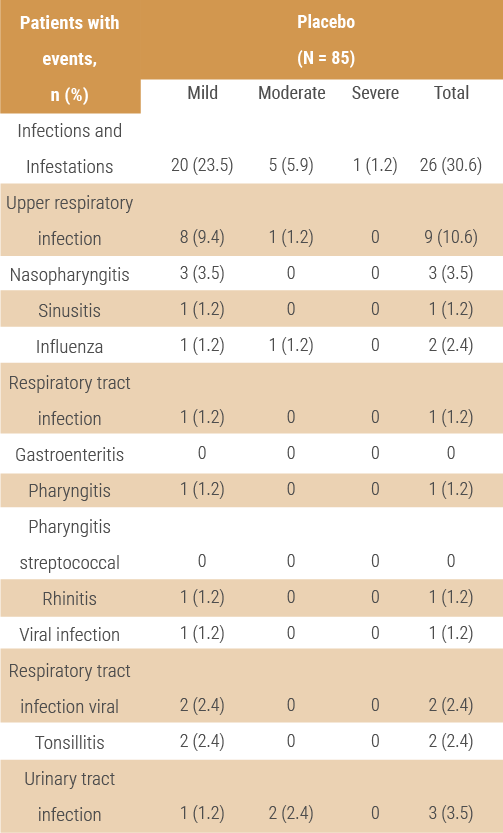 Patients with
events,
n (%)
Placebo
(N = 85)
Mild Moderate Severe Total
Infections and
Infestations 20 (23.5) 5 (5.9) 1 (1.2) 26 (30.6)
Upper respiratory
infection 8 (9.4) 1 (1.2) 0 9 (10.6)
Nasopharyngitis 3 (3.5) 0 0 3 (3.5)
Sinusitis 1 (1.2) 0 0 1 (1.2)
Influenza 1 (1.2) 1 (1.2) 0 2 (2.4)
Respiratory tract
infection 1 (1.2) 0 0 1 (1.2)
Gastroenteritis 0 0 0 0
Pharyngitis 1 (1.2) 0 0 1 (1.2)
Pharyngitis
streptococcal 0 0 0 0
Rhinitis 1 (1.2) 0 0 1 (1.2)
Viral infection 1 (1.2) 0 0 1 (1.2)
Respiratory tract
infection viral 2 (2.4) 0 0 2 (2.4)
Tonsillitis 2 (2.4) 0 0 2 (2.4)
Urinary tract
infection 1 (1.2) 2 (2.4) 0 3 (3.5)